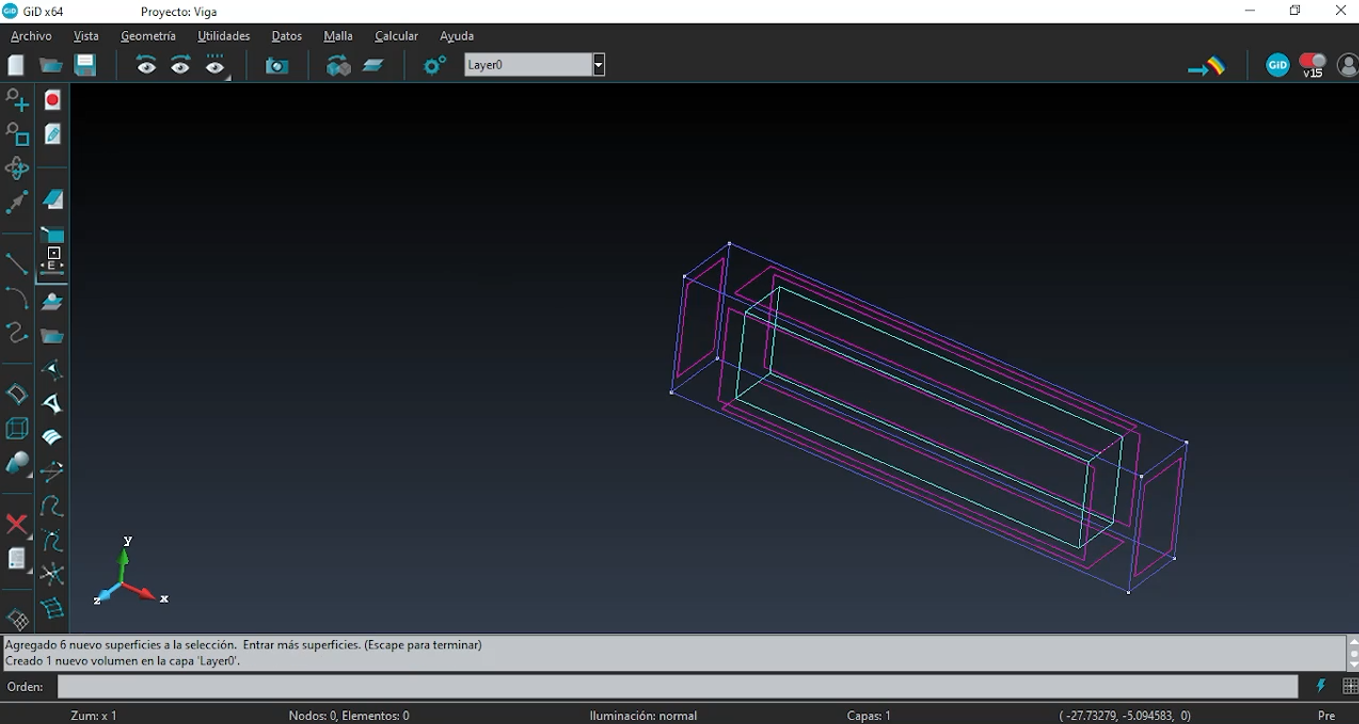 GiD GiD x64 Proyecto: Viga
Archivo Vista Geometría Utilidades Datos Malla Calcular Ayuda
Layer0 GiD v15
E
y
z x
Agregado 6 nuevo superficies a la selección. Entrar más superficies. (Escape para terminar)
Creado 1 nuevo volumen en la capa 'Layer0'.
Orden:
Zum: x 1 Nodos: 0, Elementos: 0 Iluminación: normal Capas: 1 ( -27.73279, -5.094583, 0) Pre